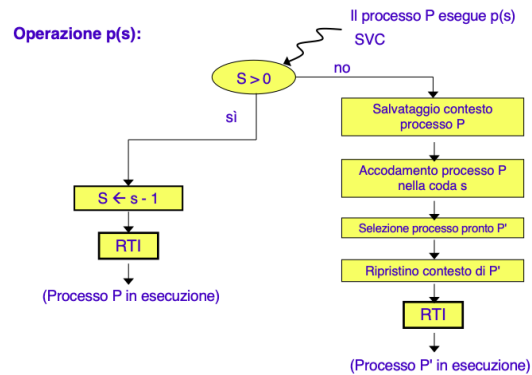 Il processo P esegue p(s)
Operazione p(s):
SVC
S > 0
no
sì
Salvataggio contesto
processo P
Accodamento processo P
nella coda s
S ← s - 1
Selezione processo pronto P'
RTI
Ripristino contesto di P'
(Processo P in esecuzione)
RTI
(Processo P' in esecuzione)